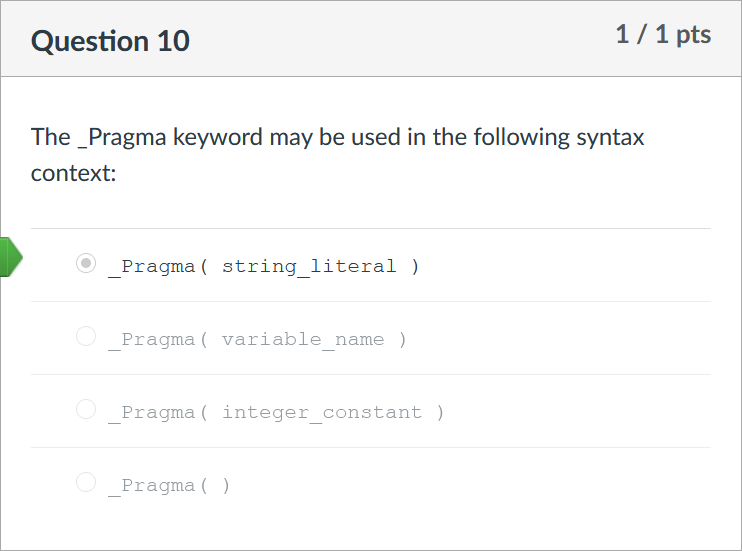 Question 10
1 / 1 pts
The _Pragma keyword may be used in the following syntax
context:
_Pragma( string_literal )
_Pragma( variable_name )
_Pragma( integer_constant )
_Pragma( )